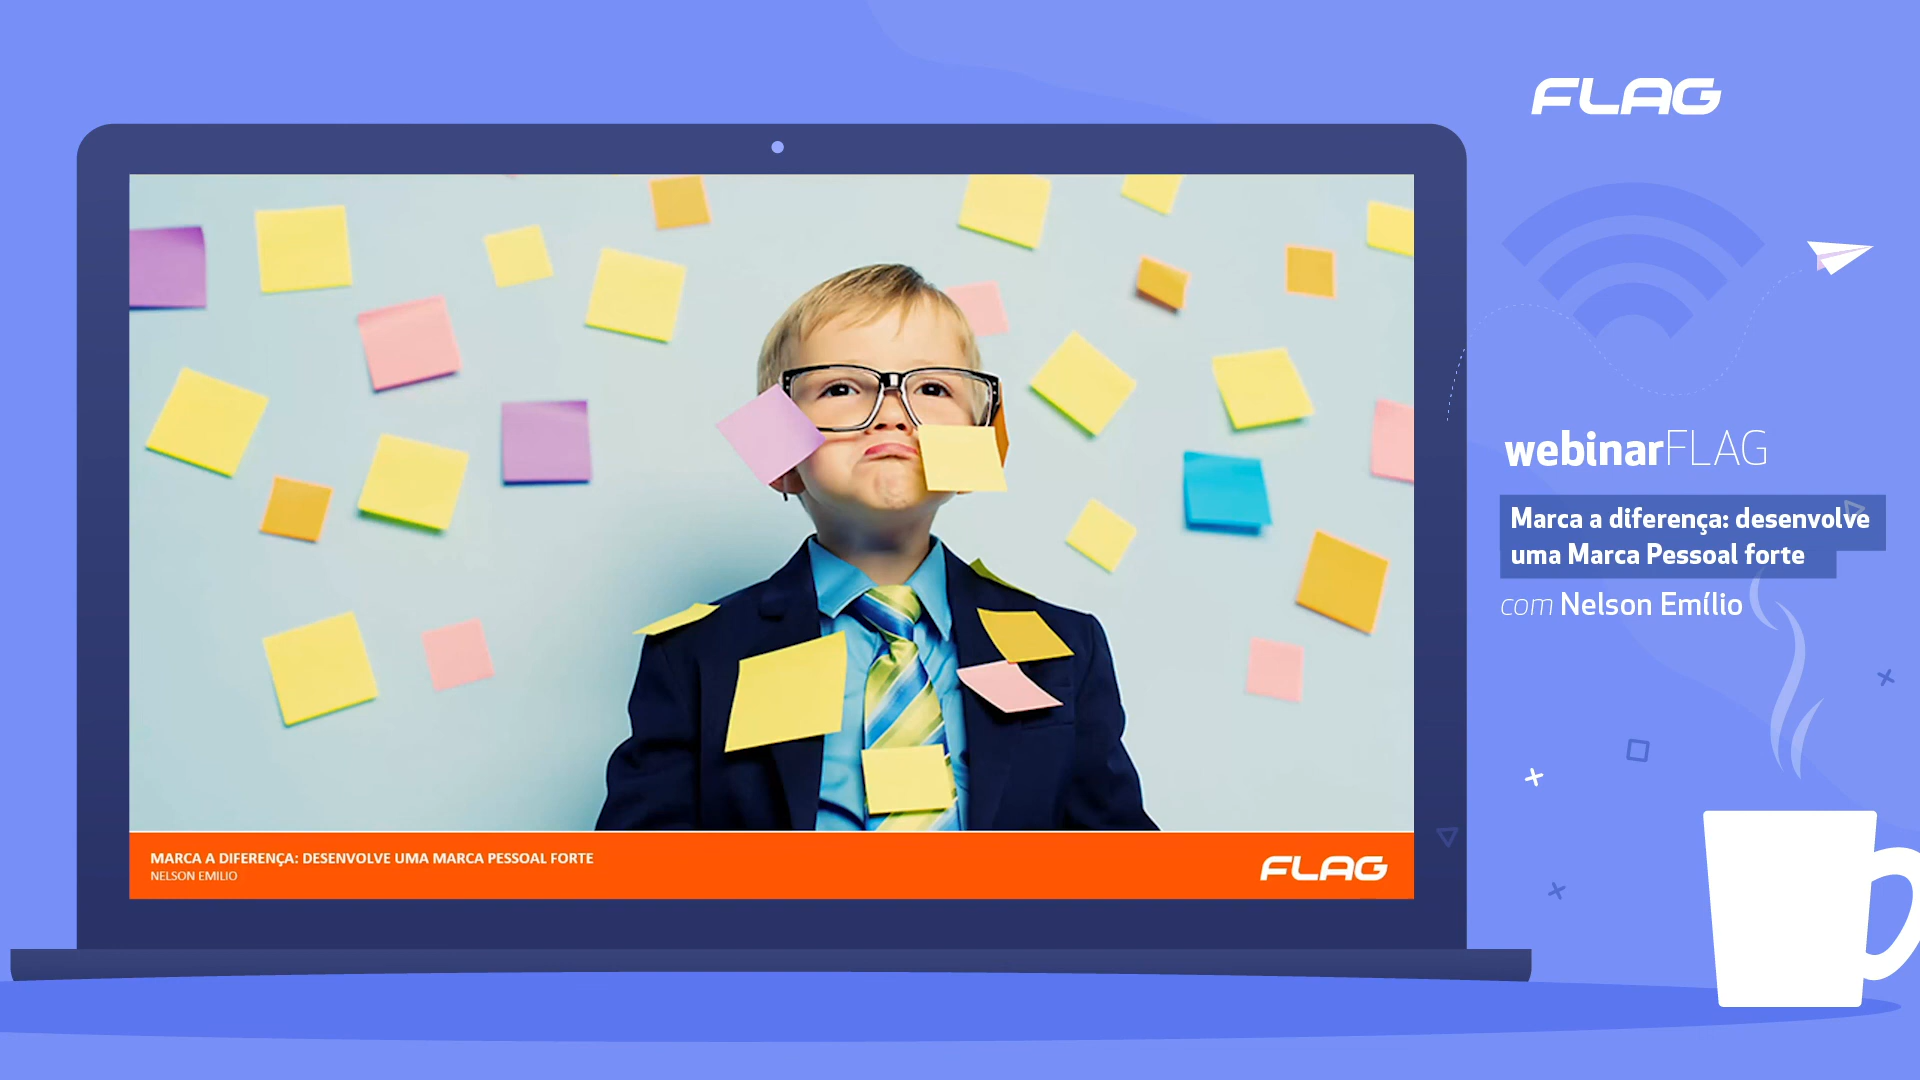 FLAG
webinarFLAG
Marca a diferença: desenvolve
uma Marca Pessoal forte
com Nelson Emílio
MARCA A DIFERENÇA: DESENVOLVE UMA MARCA PESSOAL FORTE
NELSON EMILIO
FLAG